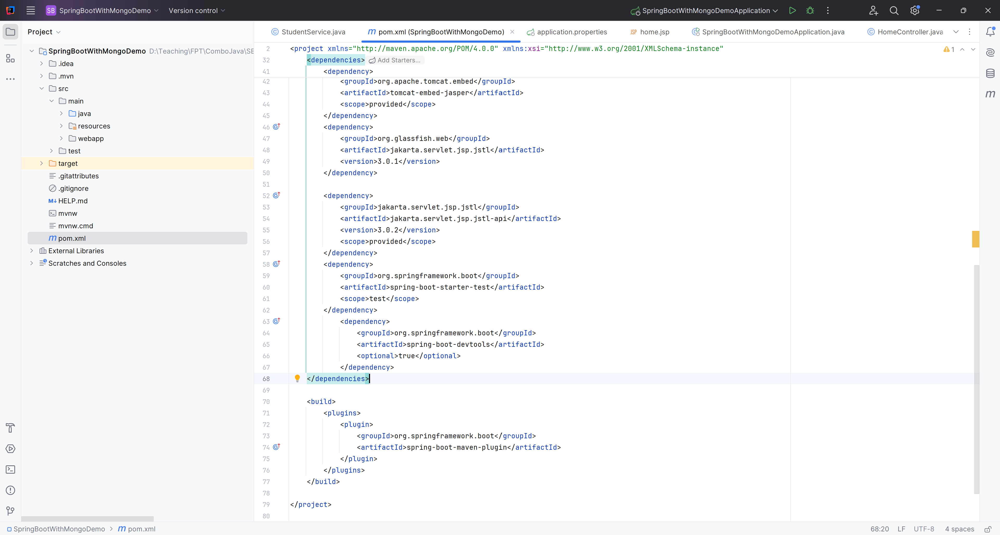 SB SpringBootWithMongoDemo Version control SpringBootWithMongoDemoApplication
Project
StudentService.java pom.xml (SpringBootWithMongoDemo) application.properties JSP home.jsp SpringBootWithMongoDemoApplication.java HomeController.java
SpringBootWithMongoDemo D:\Teaching\FPT\ComboJava\SE
.idea
.mvn
src
main
java
resources
webapp
test
target
.gitattributes
.gitignore
M↓ HELP.md
mvnw
mvnw.cmd
m pom.xml
External Libraries
Scratches and Consoles
2 <project xmlns="http://maven.apache.org/POM/4.0.0" xmlns:xsi="http://www.w3.org/2001/XMLSchema-instance" 1
32 <dependencies> Add Starters...
41 <dependency>
42 <groupId>org.apache.tomcat.embed</groupId>
43 <artifactId>tomcat-embed-jasper</artifactId>
44 <scope>provided</scope>
45 </dependency>
46 <dependency>
47 <groupId>org.glassfish.web</groupId>
48 <artifactId>jakarta.servlet.jsp.jstl</artifactId>
49 <version>3.0.1</version>
50 </dependency>
51
52 <dependency>
53 <groupId>jakarta.servlet.jsp.jstl</groupId>
54 <artifactId>jakarta.servlet.jsp.jstl-api</artifactId>
55 <version>3.0.2</version>
56 <scope>provided</scope>
57 </dependency>
58 <dependency>
59 <groupId>org.springframework.boot</groupId>
60 <artifactId>spring-boot-starter-test</artifactId>
61 <scope>test</scope>
62 </dependency>
63 <dependency>
64 <groupId>org.springframework.boot</groupId>
65 <artifactId>spring-boot-devtools</artifactId>
66 <optional>true</optional>
67 </dependency>
68 </dependencies>
69
70 <build>
71 <plugins>
72 <plugin>
73 <groupId>org.springframework.boot</groupId>
74 <artifactId>spring-boot-maven-plugin</artifactId>
75 </plugin>
76 </plugins>
77 </build>
78
79 </project>
80
SpringBootWithMongoDemo > m pom.xml 68:20 LF UTF-8 4 spaces